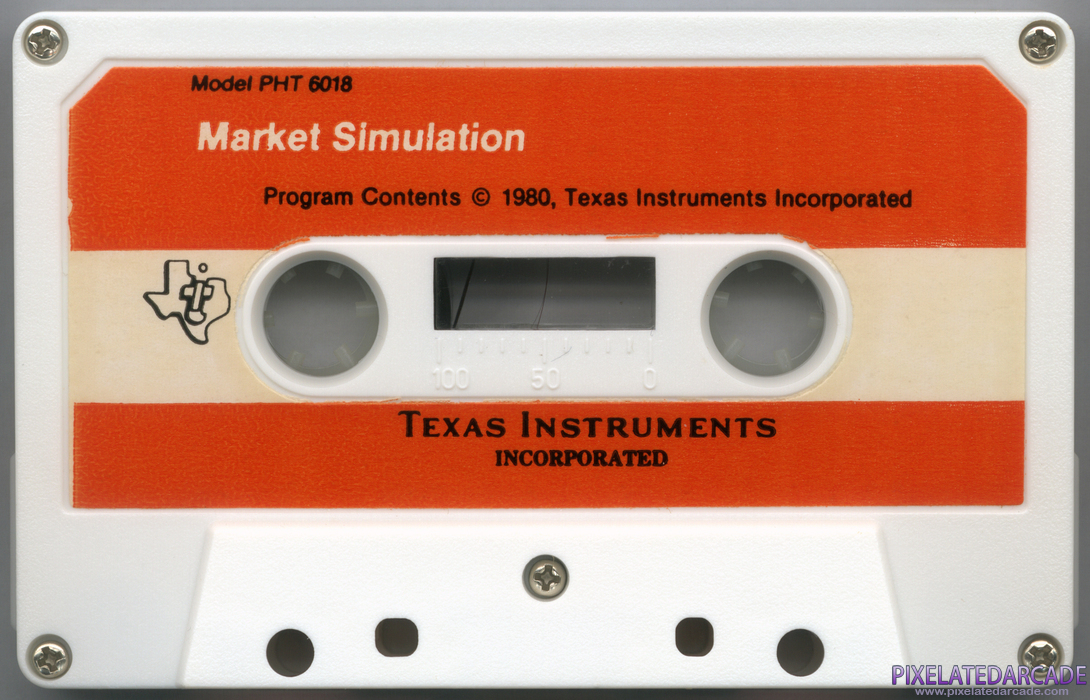 Model PHT 6018
Market Simulation
Program Contents © 1980, Texas Instruments Incorporated
TI
100 50 0
TEXAS INSTRUMENTS
INCORPORATED
PIXELATEDARCADE
www.pixelatedarcade.com